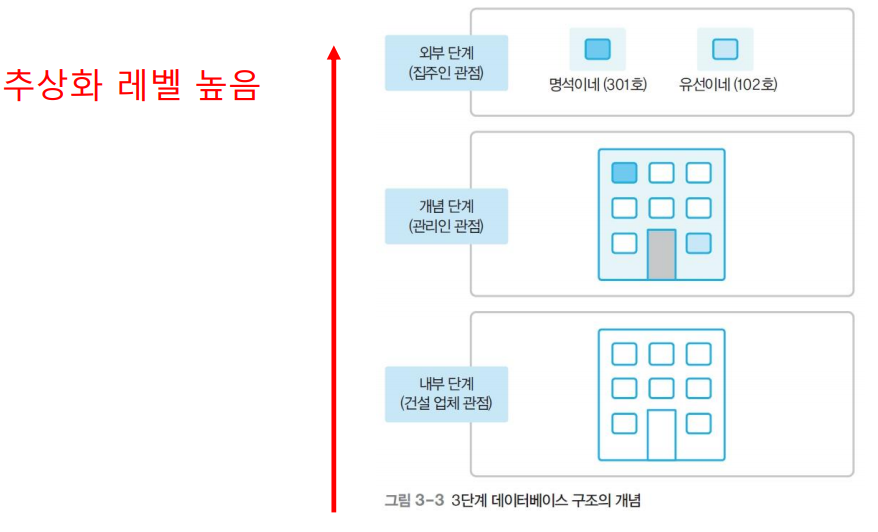 추상화 레벨 높음
외부 단계
(집주인 관점)
명석이네 (301호)
유선이네 (102호)
개념 단계
(관리인 관점)
내부 단계
(건설 업체 관점)
그림 3-3 3단계 데이터베이스 구조의 개념